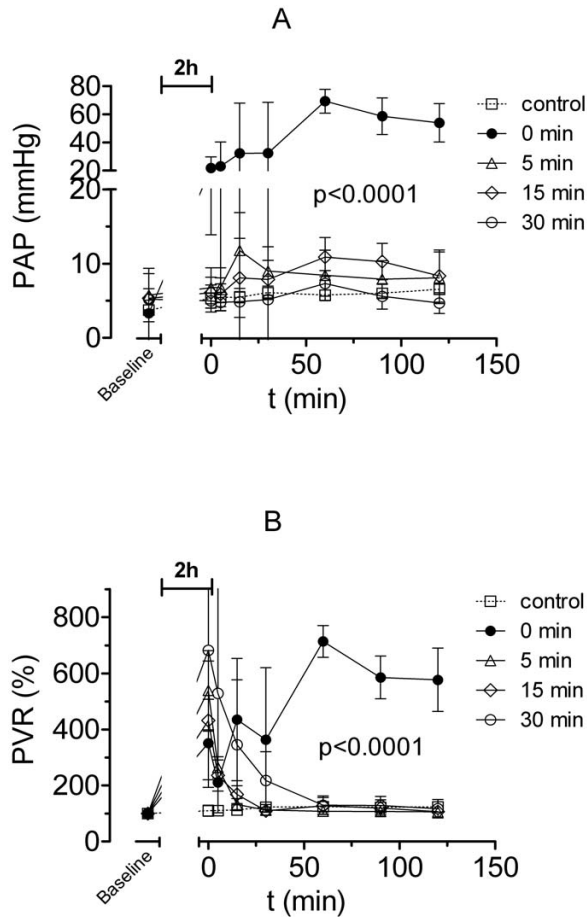 A
2h
80
60
40
20
20
10
5
0
PAP (mmHg)
p<0.0001
control
0 min
5 min
15 min
30 min
Baseline
0
50
100
150
t (min)
B
2h
800
600
400
200
0
PVR (%)
p<0.0001
control
0 min
5 min
15 min
30 min
Baseline
0
50
100
150
t (min)